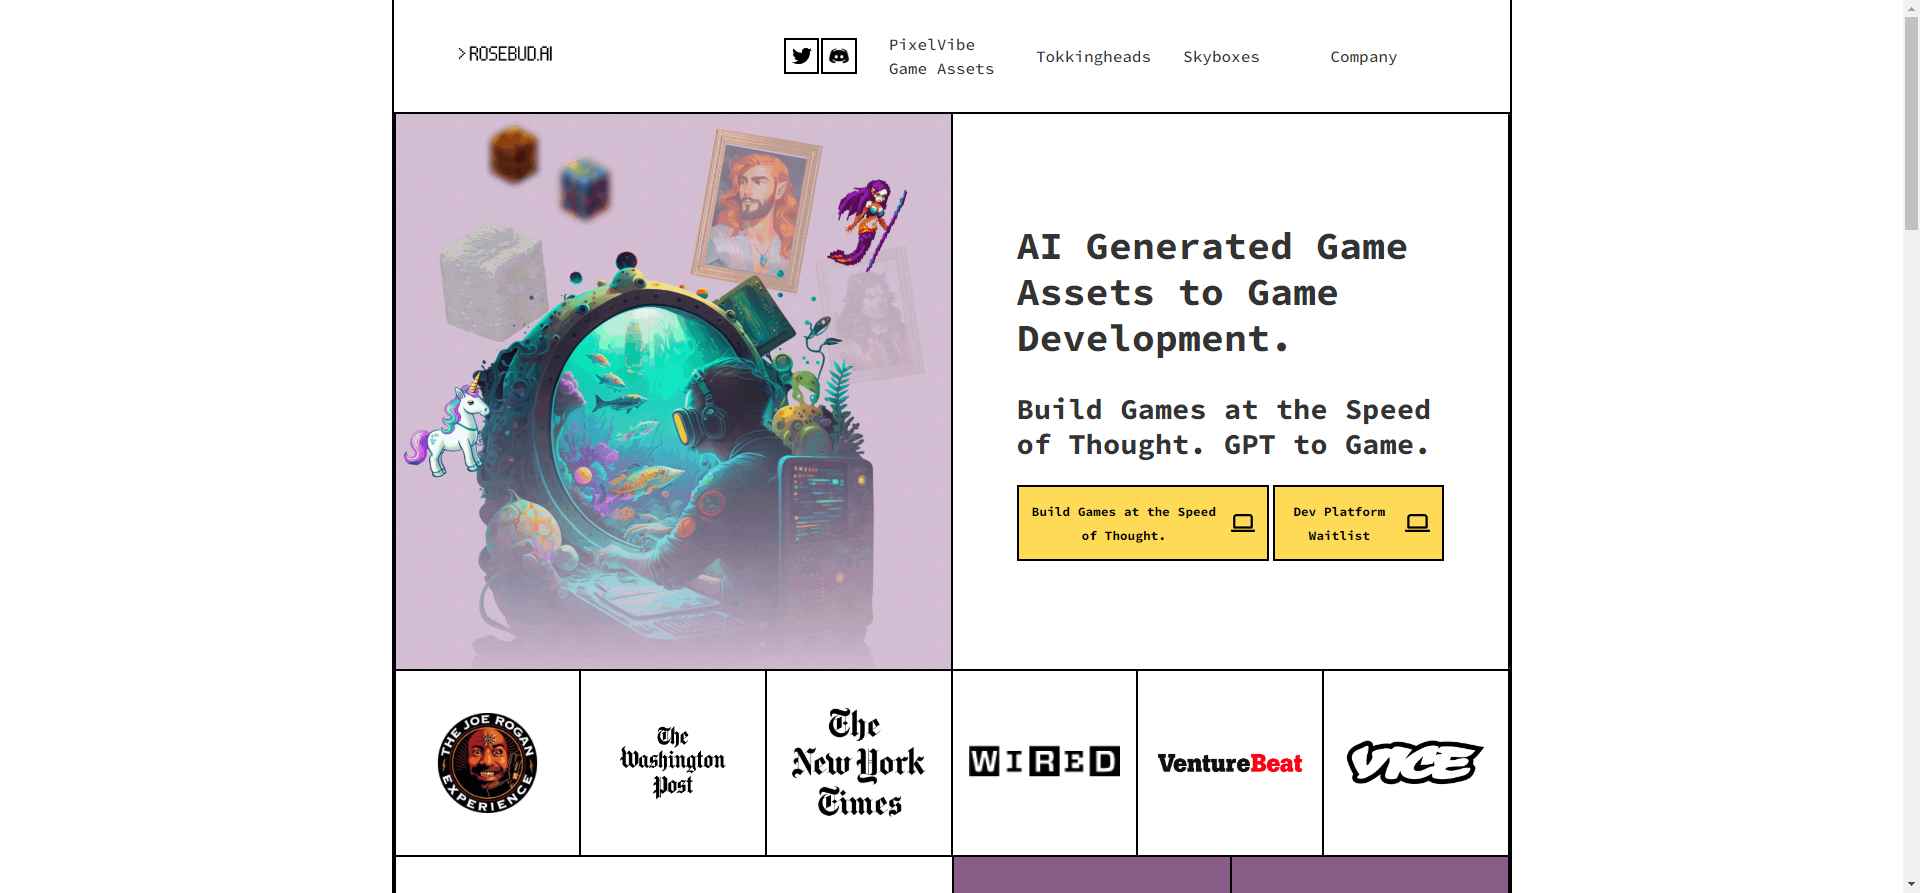 >ROSEBUD.AI
PixelVibe
Game Assets
Tokkingheads
Skyboxes
Company
AI Generated Game
Assets to Game
Development.
Build Games at the Speed
of Thought. GPT to Game.
Build Games at the Speed
of Thought.
Dev Platform
Waitlist
THE JOE ROGAN
EXPERIENCE
The
Washington
Post
The
New York
Times
WIRED
VentureBeat
VICE